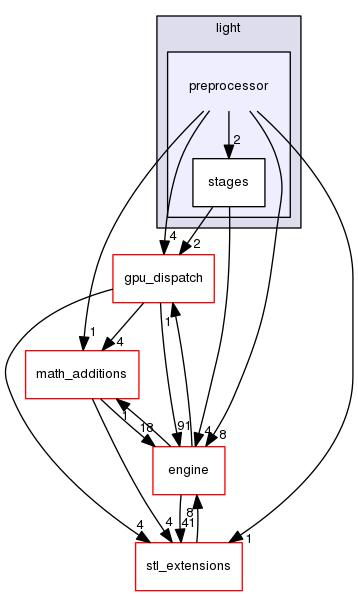 light
preprocessor
2
stages
4
2
gpu_dispatch
1
1
4
math_additions
1
18
91
4
8
engine
8
41
4
4
1
stl_extensions